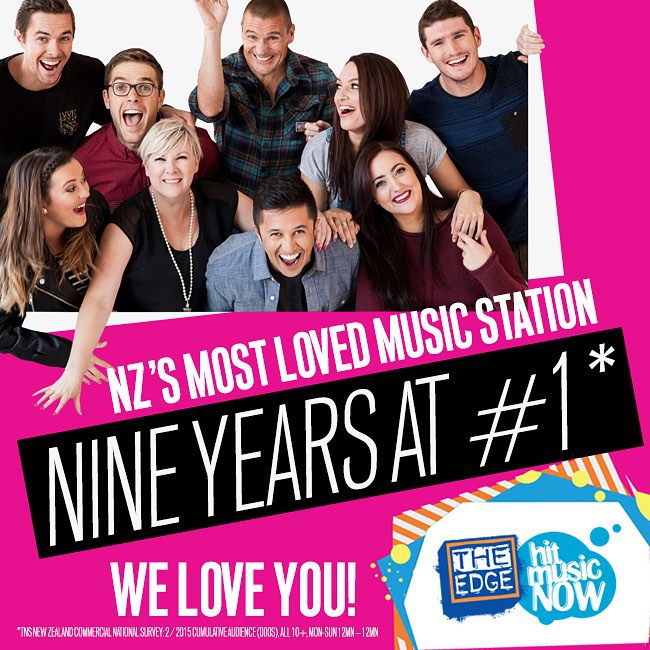 NZ'S MOST LOVED MUSIC STATION
NINE YEARS AT #1*
WE LOVE YOU!
THE
EDGE
hit
music
NOW
*TNS NEW ZEALAND COMMERCIAL NATIONAL SURVEY: 2 / 2015 CUMULATIVE AUDIENCE (000S), ALL 10+, MON-SUN 12MN – 12MN